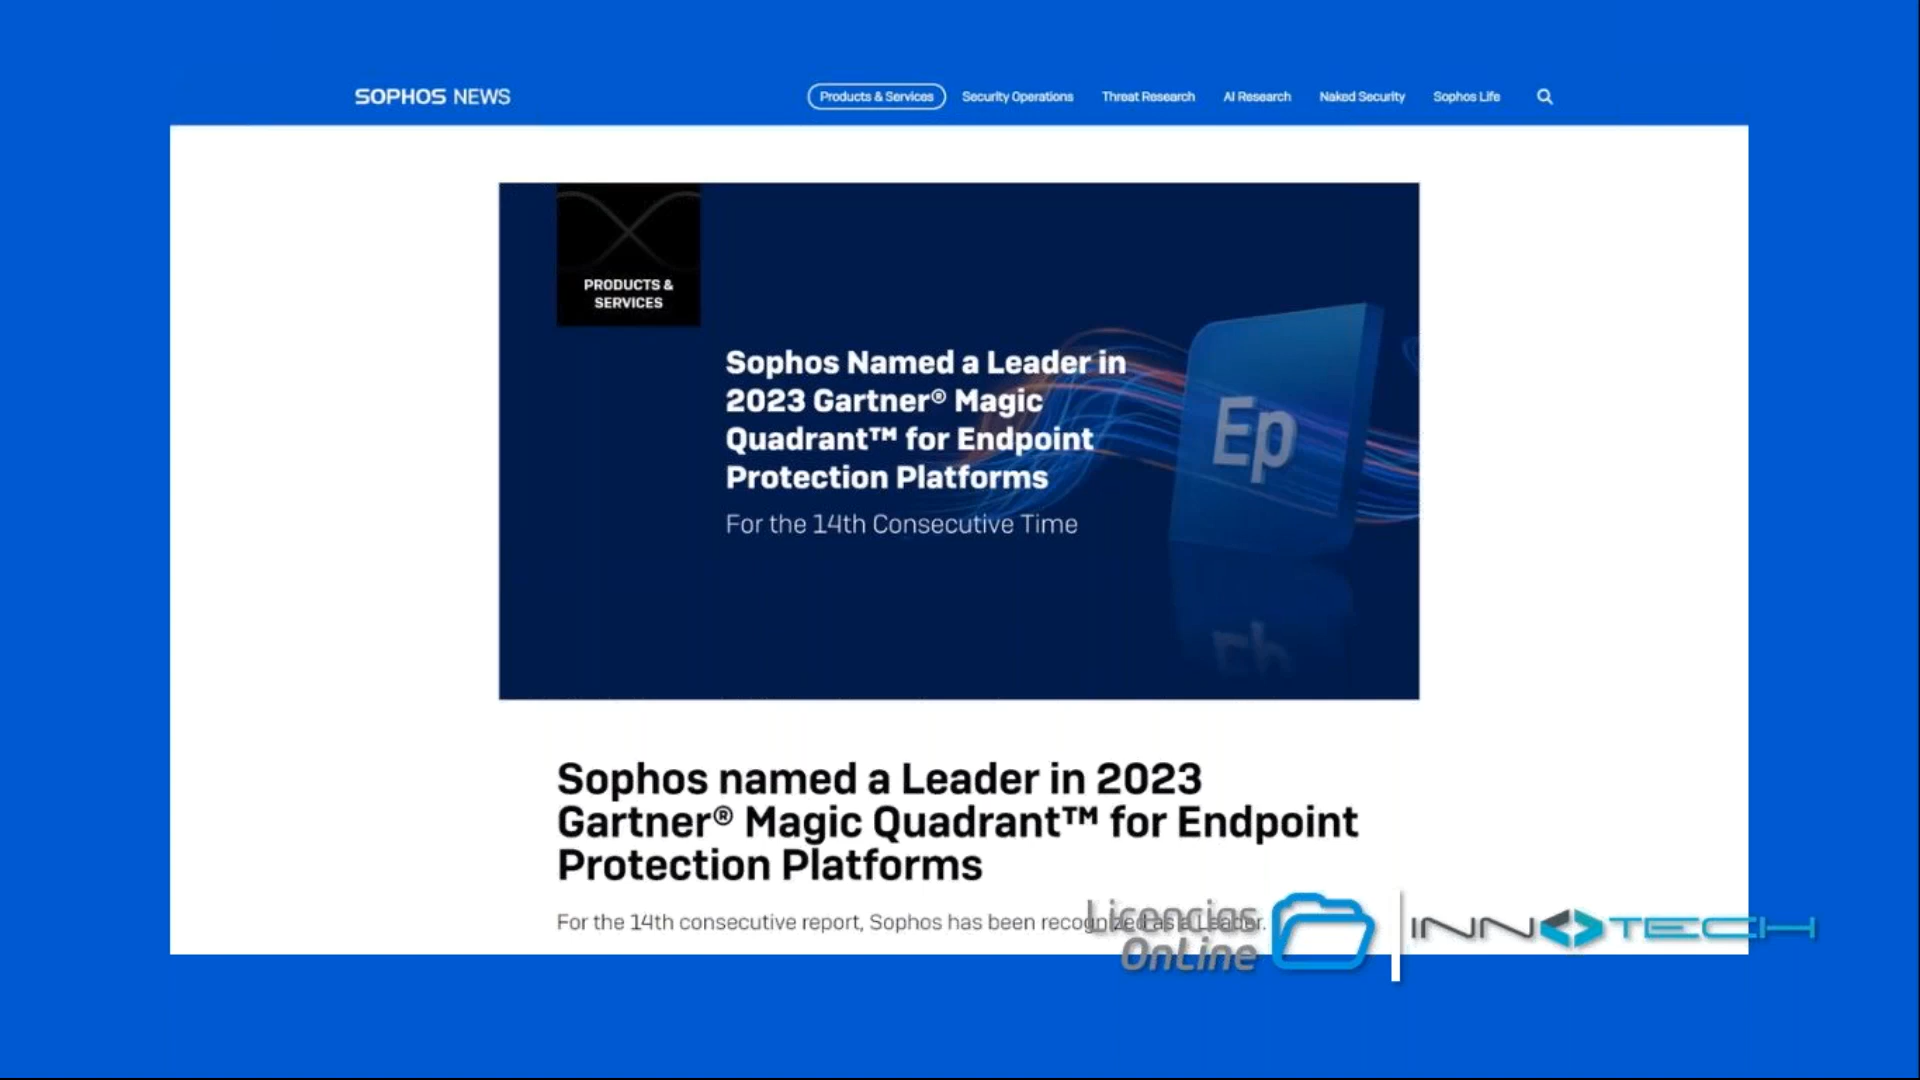 SOPHOS NEWS
Products & Services
Security Operations
Threat Research
AI Research
Naked Security
Sophos Life
PRODUCTS &
SERVICES
Sophos Named a Leader in
2023 Gartner® Magic
Quadrant™ for Endpoint
Protection Platforms
For the 14th Consecutive Time
Ep
Sophos named a Leader in 2023
Gartner® Magic Quadrant™ for Endpoint
Protection Platforms
For the 14th consecutive report, Sophos has been recognized as a Leader.
Licencias
OnLine
INNOTECH